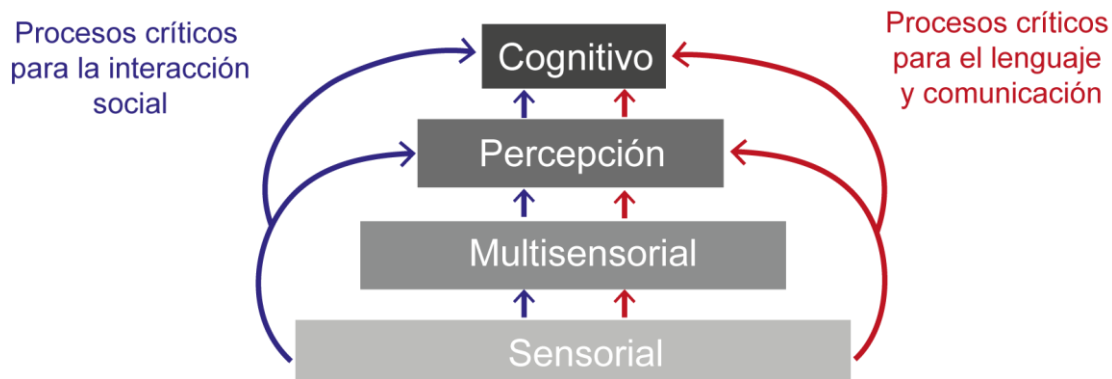 Procesos críticos
para la interacción
social
Cognitivo
Procesos críticos
para el lenguaje
y comunicación
Percepción
Multisensorial
Sensorial